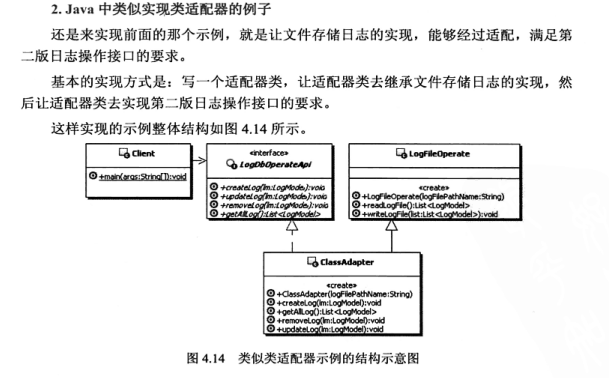 2. Java 中类似实现类适配器的例子
还是来实现前面的那个示例，就是让文件存储日志的实现，能够经过适配，满足第
二版日志操作接口的要求。
基本的实现方式是：写一个适配器类，让适配器类去继承文件存储日志的实现，然
后让适配器类去实现第二版日志操作接口的要求。
这样实现的示例整体结构如图 4.14 所示。
Client
+main(args:String[]):void
«interface»
LogDbOperateApi
+createLog(lm:LogModel):void
+updateLog(lm:LogModel):void
+removeLog(lm:LogModel):void
+getAllLog():List<LogModel>
LogFileOperate
«create»
+LogFileOperate(logFilePathName:String)
+readLogFile():List<LogModel>
+writeLogFile(list:List<LogModel>):void
ClassAdapter
«create»
+ClassAdapter(logFilePathName:String)
+createLog(lm:LogModel):void
+getAllLog():List<LogModel>
+removeLog(lm:LogModel):void
+updateLog(lm:LogModel):void
图 4.14 类似类适配器示例的结构示意图